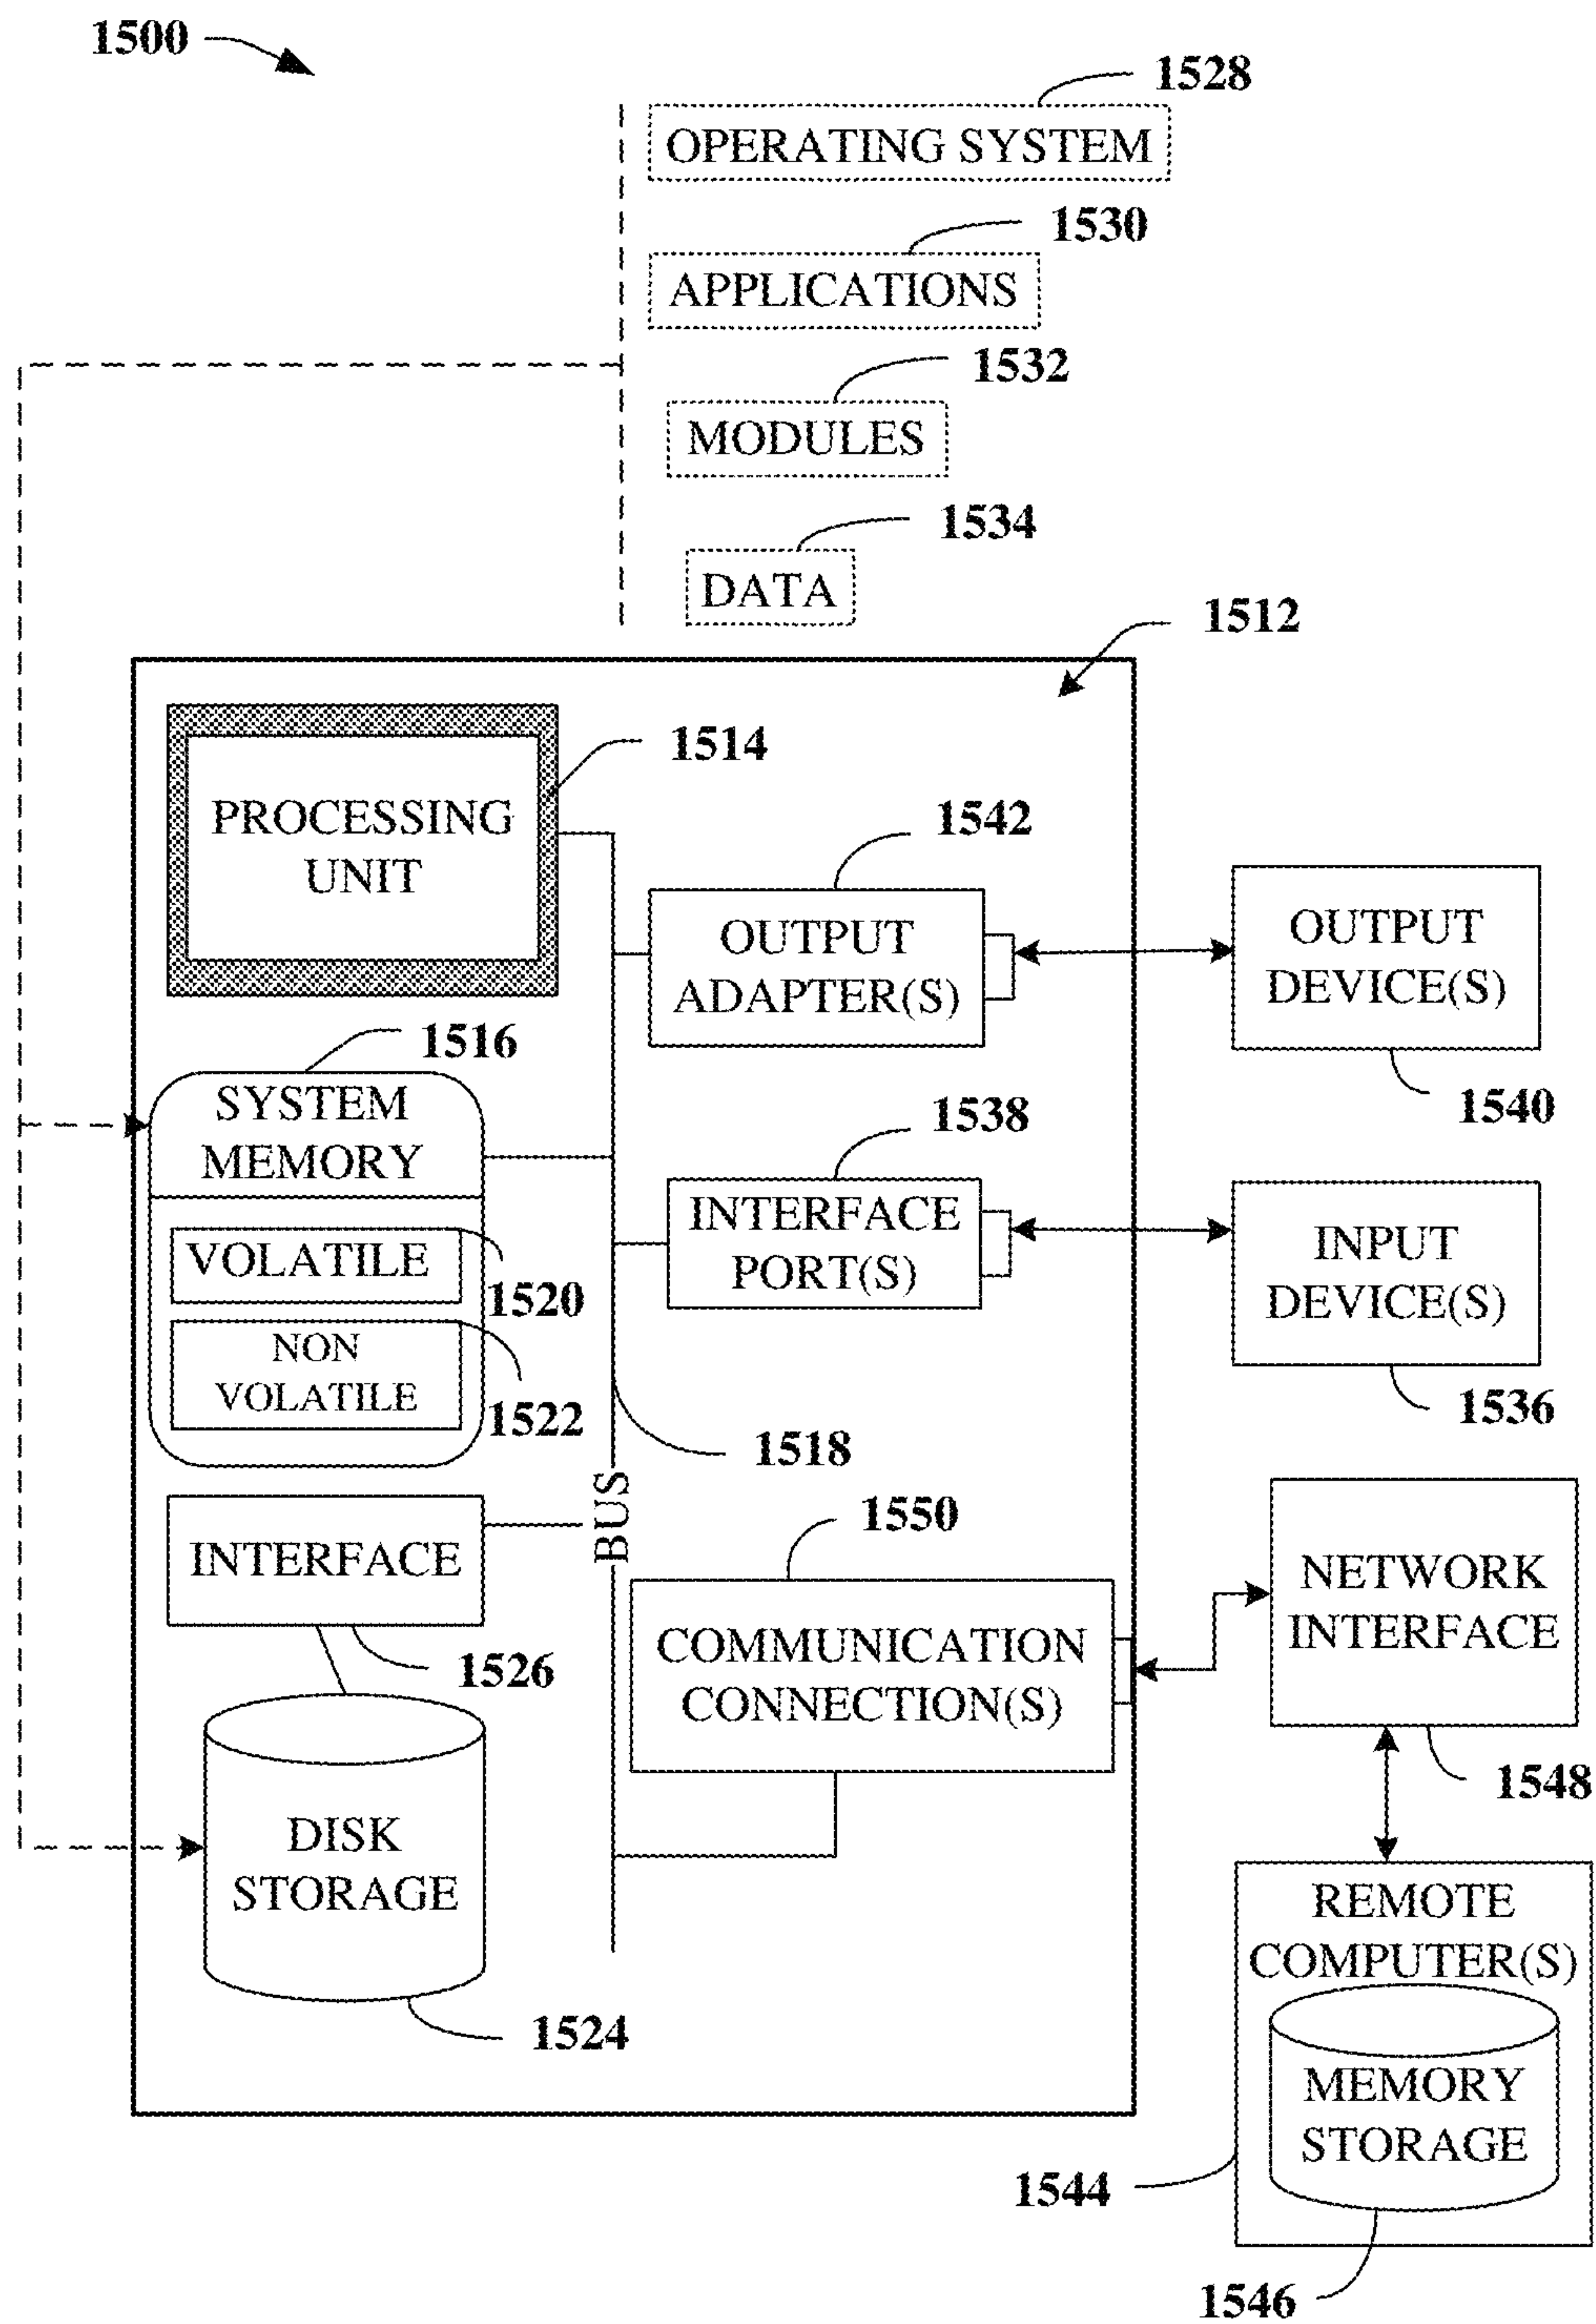 1500
1528
OPERATING SYSTEM
1530
APPLICATIONS
1532
MODULES
1534
DATA
1512
1514
PROCESSING
UNIT
1542
OUTPUT
ADAPTER(S)
OUTPUT
DEVICE(S)
1540
1516
SYSTEM
MEMORY
VOLATILE
1520
NON
VOLATILE
1522
1538
INTERFACE
PORT(S)
INPUT
DEVICE(S)
1536
1518
BUS
INTERFACE
1526
1550
COMMUNICATION
CONNECTION(S)
NETWORK
INTERFACE
1548
DISK
STORAGE
1524
REMOTE
COMPUTER(S)
MEMORY
STORAGE
1544
1546